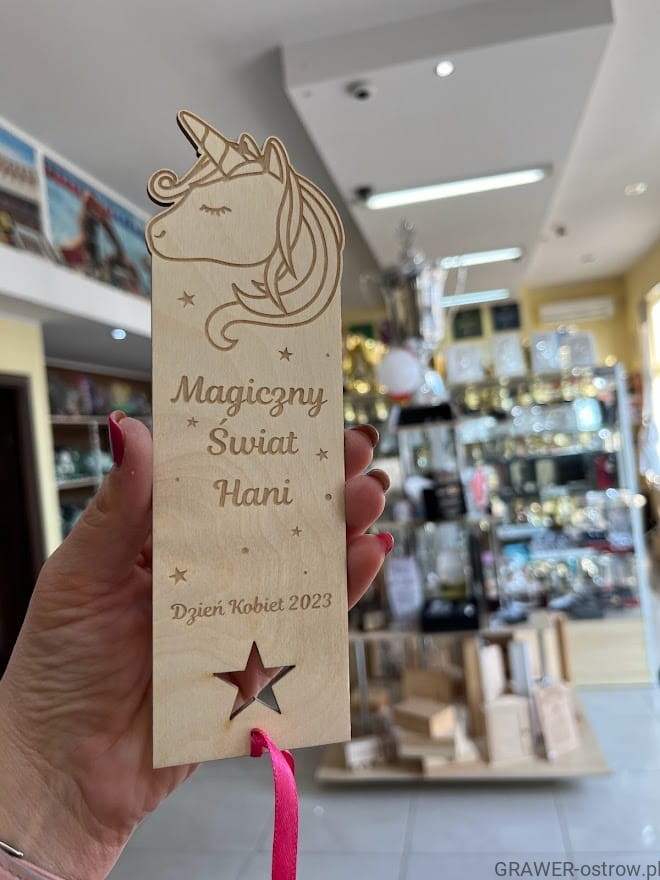 Magiczny
Świat
Hani
Dzień Kobiet 2023
GRAWER-ostrow.pl